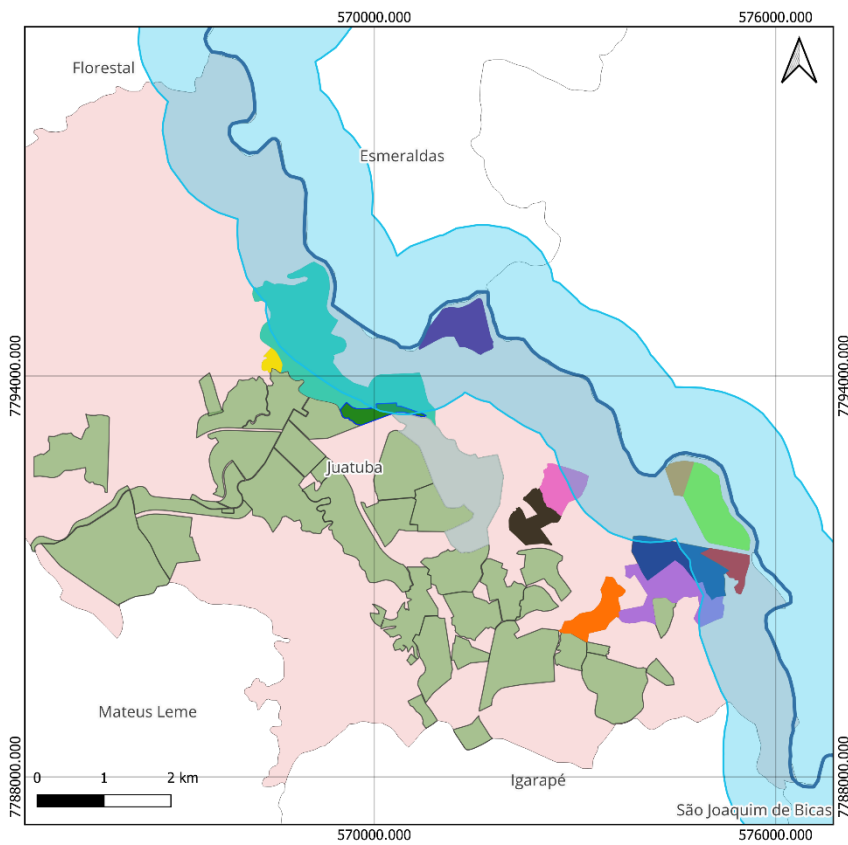 570000.000
576000.000
Florestal
Esmeraldas
7794000.000
7794000.000
Juatuba
Mateus Leme
0 1 2 km
Igarapé
7788000.000
7788000.000
São Joaquim de Bicas
570000.000
576000.000